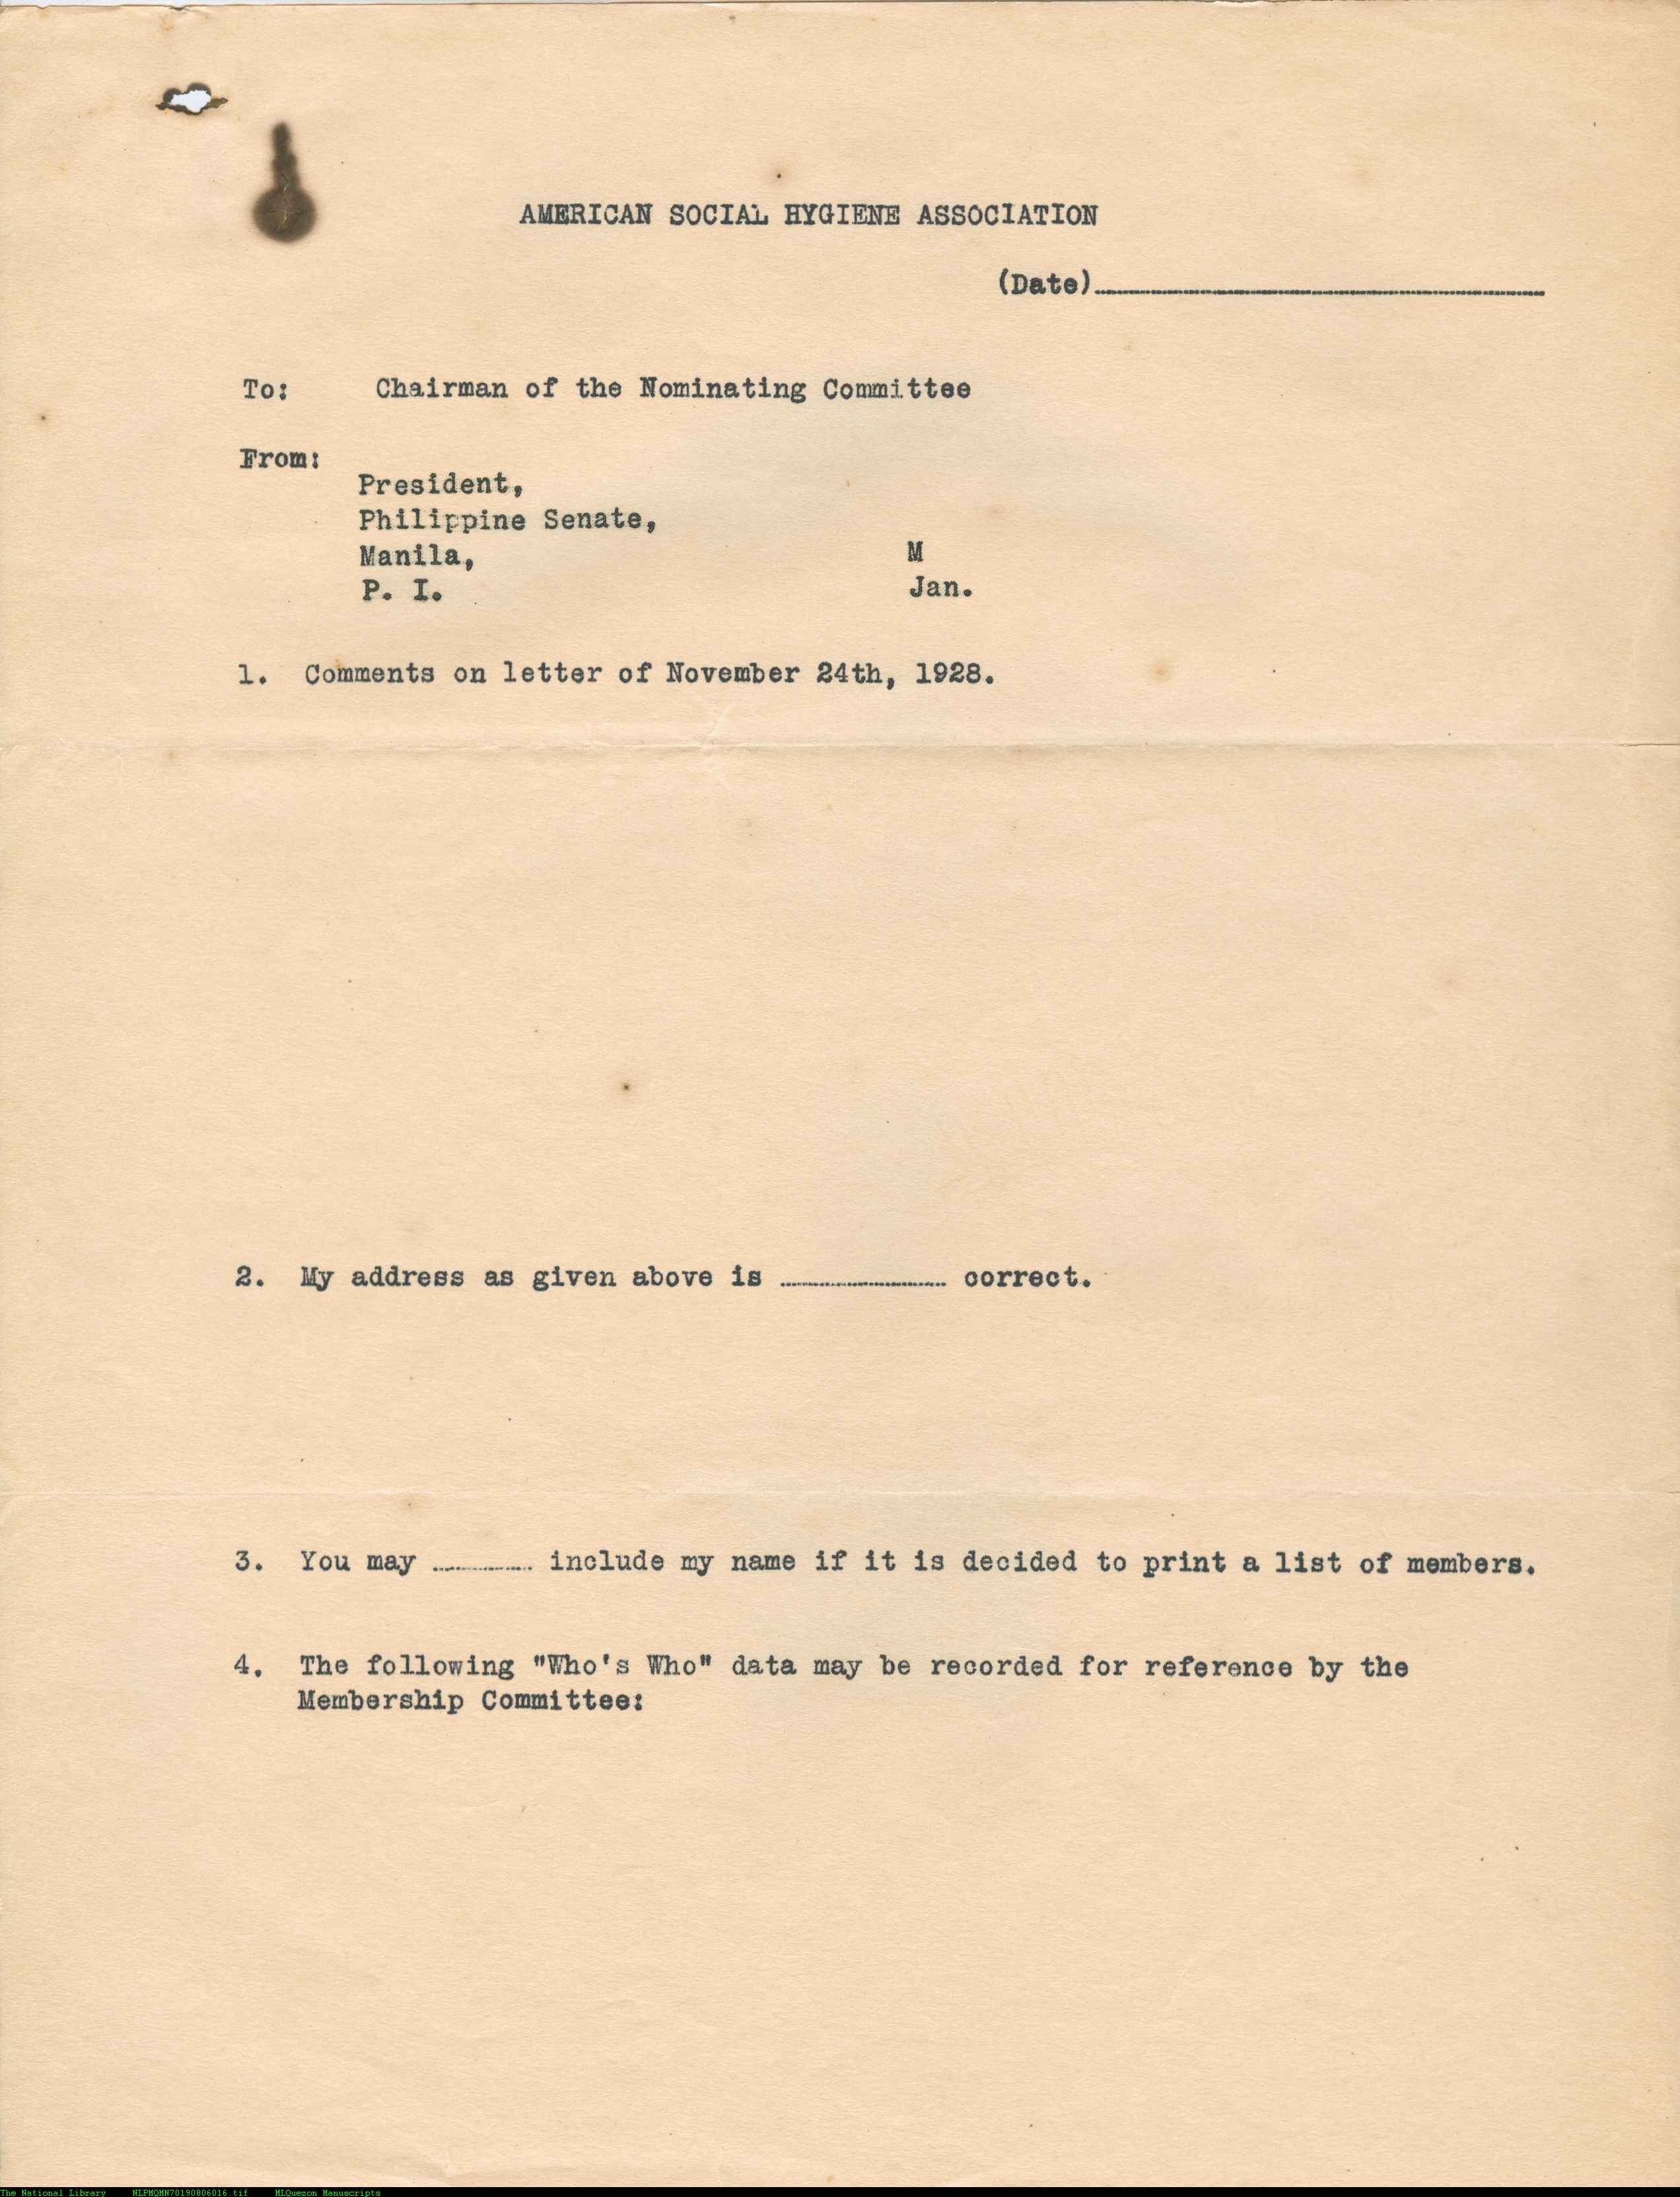 AMERICAN SOCIAL HYGIENE ASSOCIATION
(Date)
To: Chairman of the Nominating Committee
From:
President,
Philippine Senate,
Manila, M
P. I. Jan.
1. Comments on letter of November 24th, 1928.
2. My address as given above is ____ correct.
3. You may ____ include my name if it is decided to print a list of members.
4. The following "Who's Who" data may be recorded for reference by the
Membership Committee:
The National Library NLPMQMN70190806016.tif MLQuezon Manuscripts